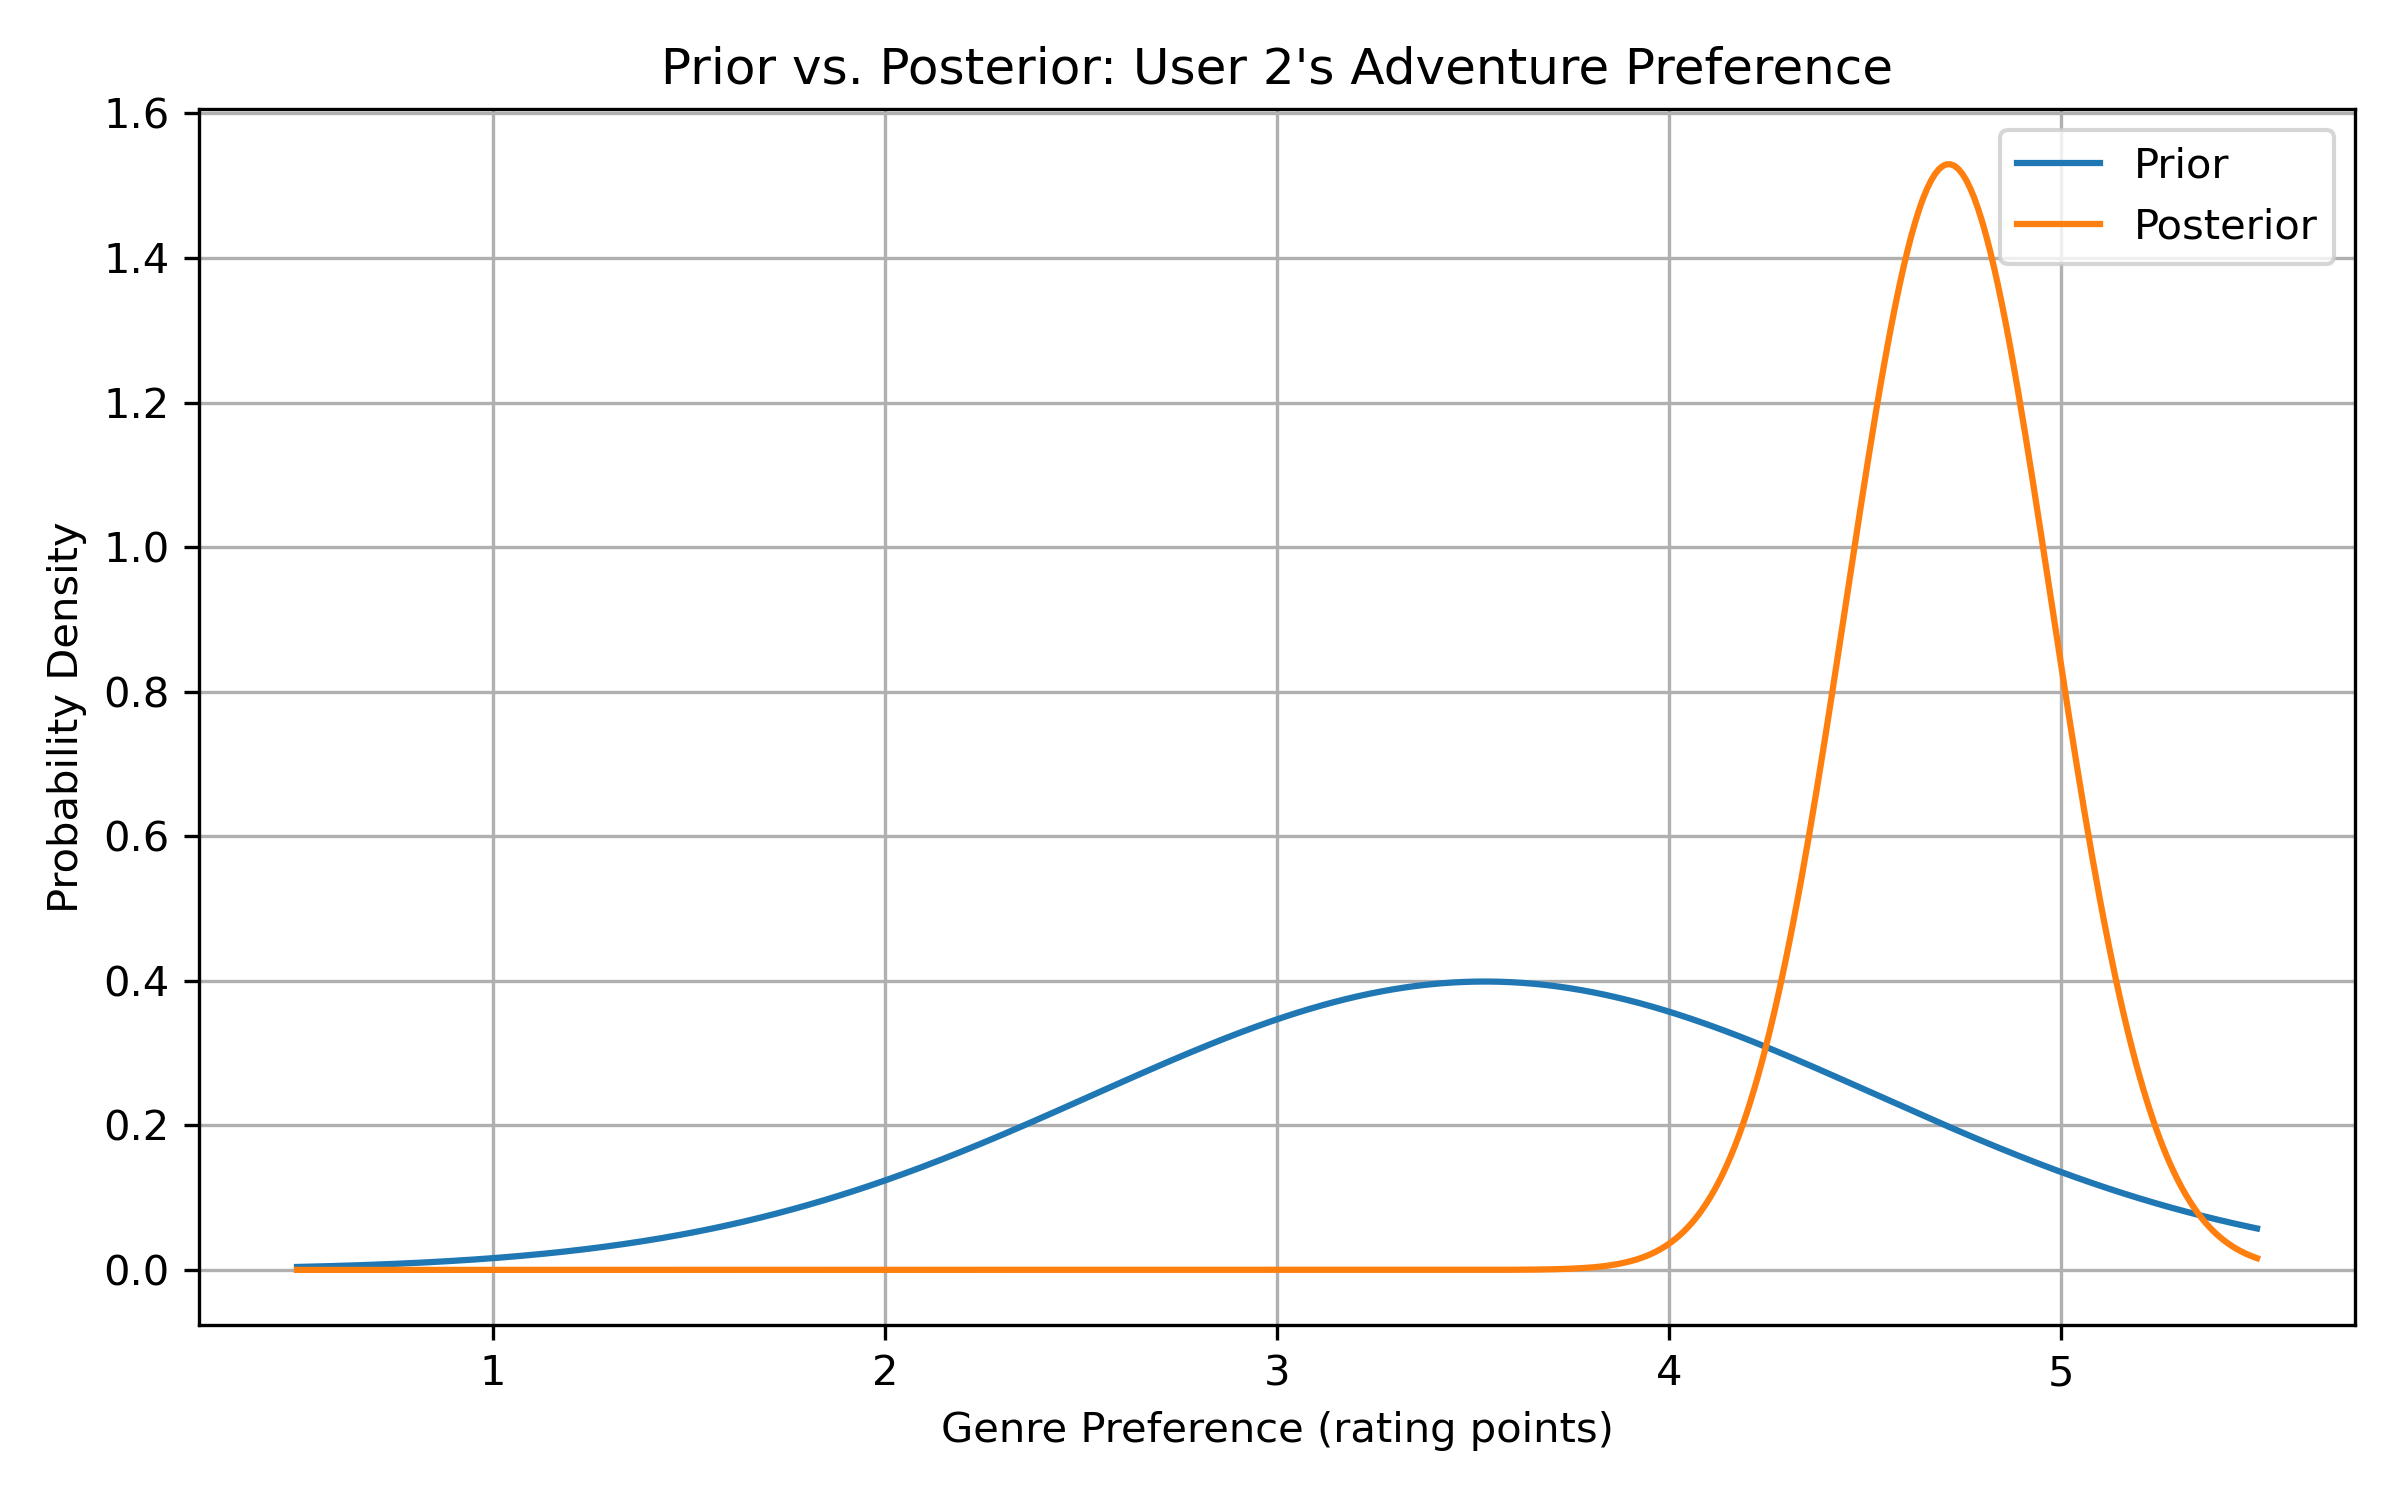 Prior vs. Posterior: User 2's Adventure Preference
1.6
1.4
1.2
1.0
0.8
0.6
0.4
0.2
0.0
Probability Density
Prior
Posterior
1 2 3 4 5
Genre Preference (rating points)